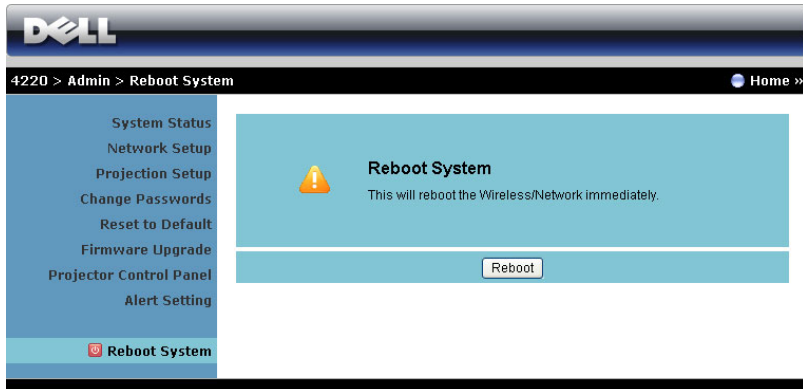 DELL
4220 > Admin > Reboot System
Home »
System Status
Network Setup
Projection Setup
Change Passwords
Reset to Default
Firmware Upgrade
Projector Control Panel
Alert Setting
Reboot System
Reboot System
This will reboot the Wireless/Network immediately.
Reboot